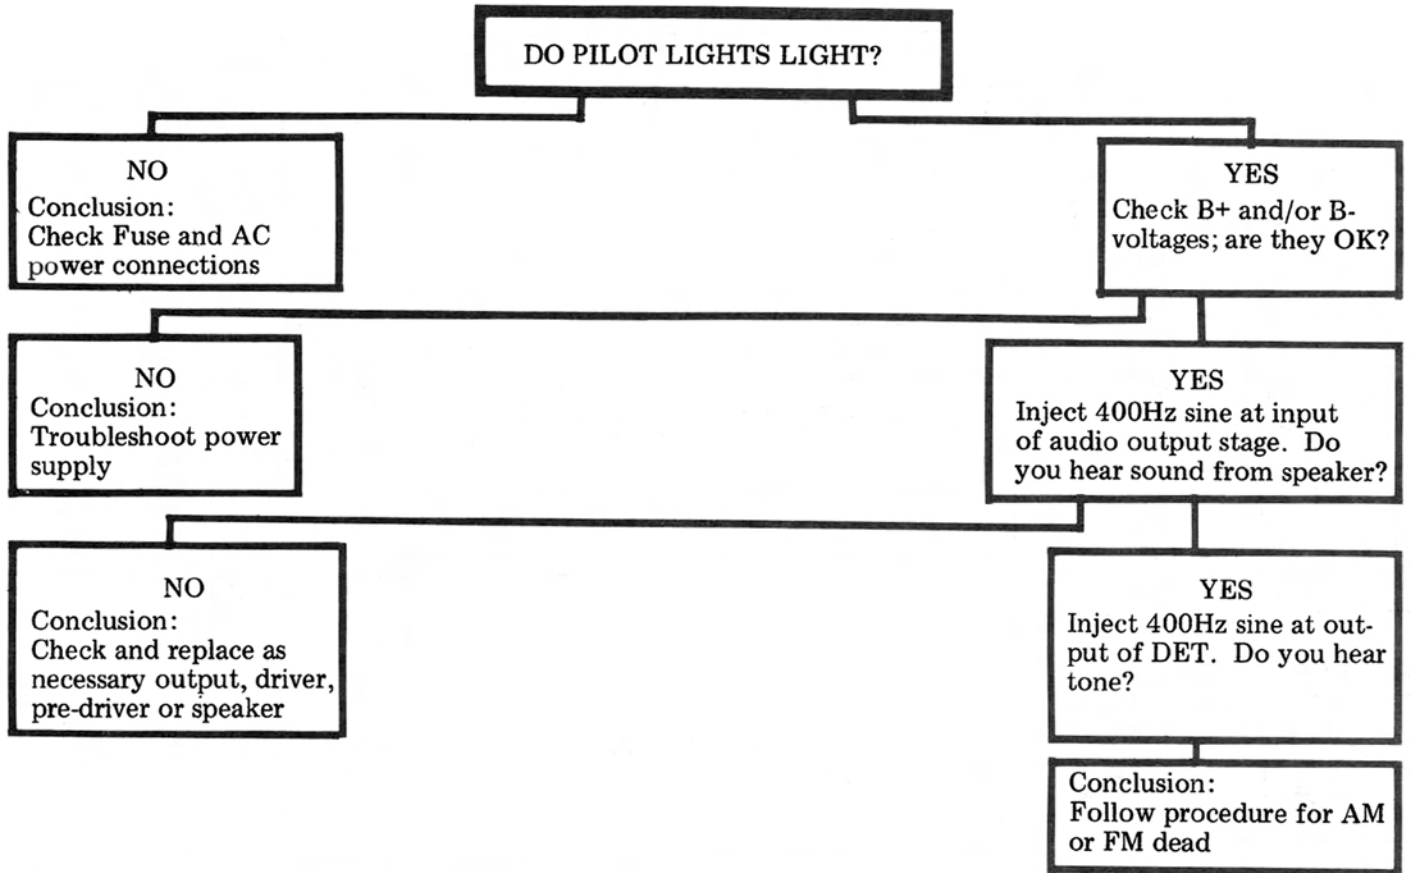 DO PILOT LIGHTS LIGHT?
NO
Conclusion:
Check Fuse and AC
power connections
YES
Check B+ and/or B-
voltages; are they OK?
NO
Conclusion:
Troubleshoot power
supply
YES
Inject 400Hz sine at input
of audio output stage. Do
you hear sound from speaker?
NO
Conclusion:
Check and replace as
necessary output, driver,
pre-driver or speaker
YES
Inject 400Hz sine at out-
put of DET. Do you hear
tone?
Conclusion:
Follow procedure for AM
or FM dead